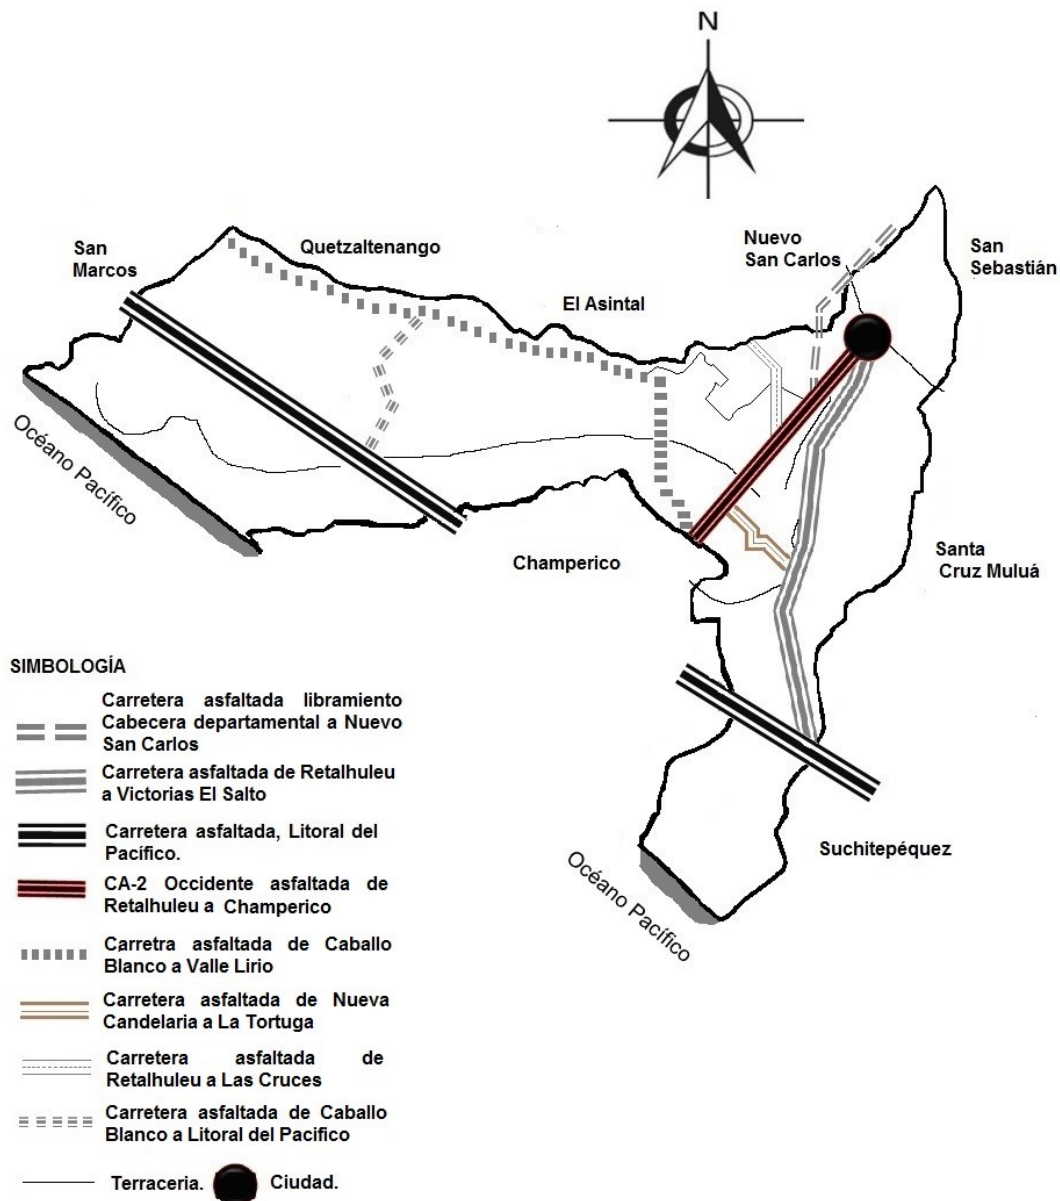 N
San
Marcos
Quetzaltenango
El Asintal
Nuevo
San Carlos
San
Sebastián
Océano Pacífico
Champerico
Santa
Cruz Muluá
Suchitepéquez
Océano Pacífico
SIMBOLOGÍA
Carretera asfaltada libramiento
Cabecera departamental a Nuevo
San Carlos
Carretera asfaltada de Retalhuleu
a Victorias El Salto
Carretera asfaltada, Litoral del
Pacífico.
CA-2 Occidente asfaltada de
Retalhuleu a Champerico
Carretra asfaltada de Caballo
Blanco a Valle Lirio
Carretera asfaltada de Nueva
Candelaria a La Tortuga
Carretera asfaltada de
Retalhuleu a Las Cruces
Carretera asfaltada de Caballo
Blanco a Litoral del Pacifico
Terraceria. Ciudad.